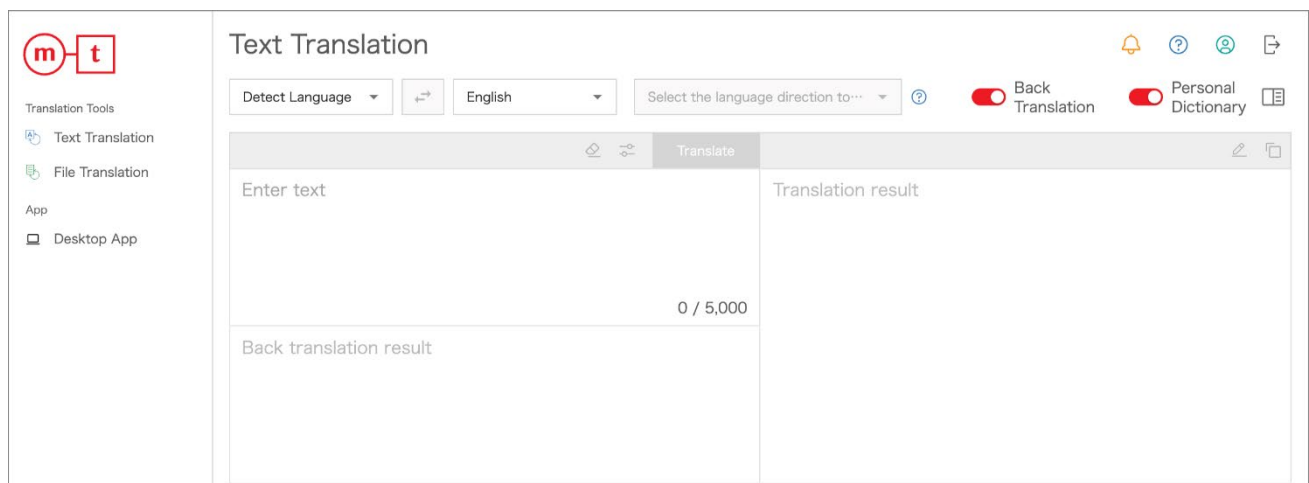 m t
Translation Tools
Text Translation
File Translation
App
Desktop App
Text Translation
Detect Language
English
Select the language direction to…
Back
Translation
Personal
Dictionary
Translate
Enter text
0 / 5,000
Back translation result
Translation result